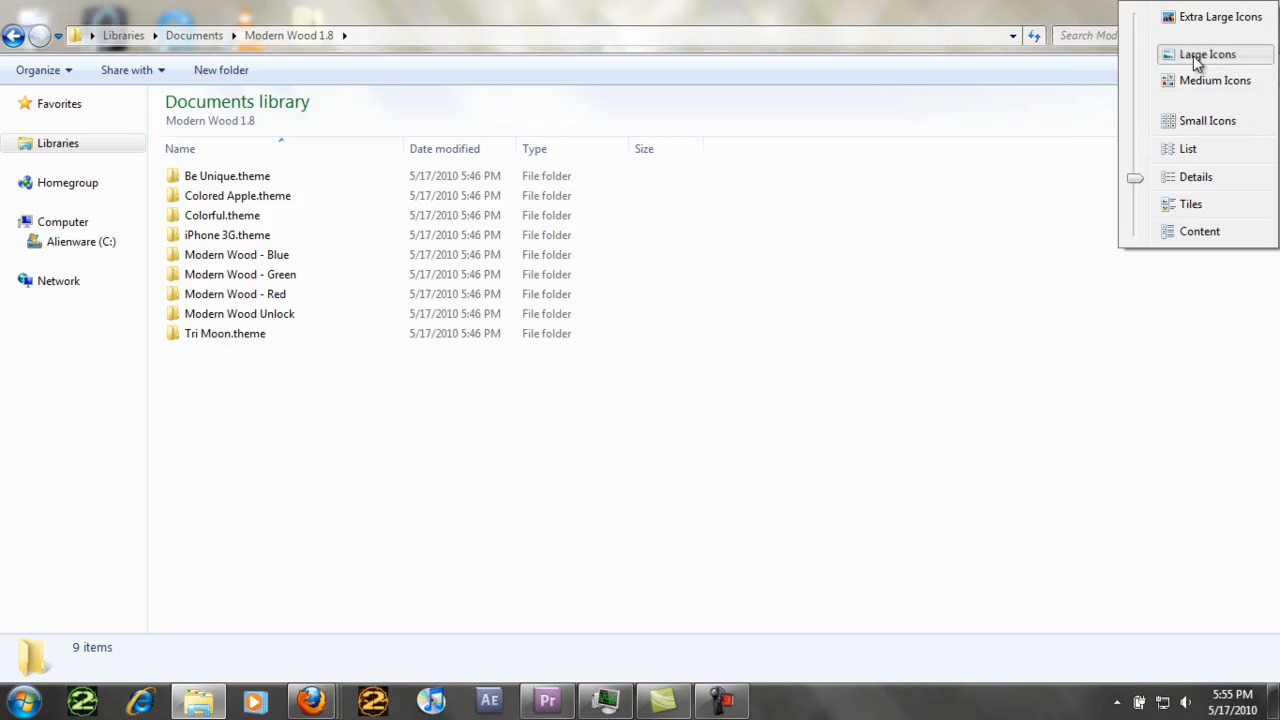 Libraries Documents Modern Wood 1.8
Search Mod
Organize Share with New folder
Extra Large Icons
Large Icons
Medium Icons
Small Icons
List
Details
Tiles
Content
Favorites
Libraries
Homegroup
Computer
Alienware (C:)
Network
Documents library
Modern Wood 1.8
Name Date modified Type Size
Be Unique.theme 5/17/2010 5:46 PM File folder
Colored Apple.theme 5/17/2010 5:46 PM File folder
Colorful.theme 5/17/2010 5:46 PM File folder
iPhone 3G.theme 5/17/2010 5:46 PM File folder
Modern Wood - Blue 5/17/2010 5:46 PM File folder
Modern Wood - Green 5/17/2010 5:46 PM File folder
Modern Wood - Red 5/17/2010 5:46 PM File folder
Modern Wood Unlock 5/17/2010 5:46 PM File folder
Tri Moon.theme 5/17/2010 5:46 PM File folder
9 items
2 2 AE Pr
5:55 PM
5/17/2010